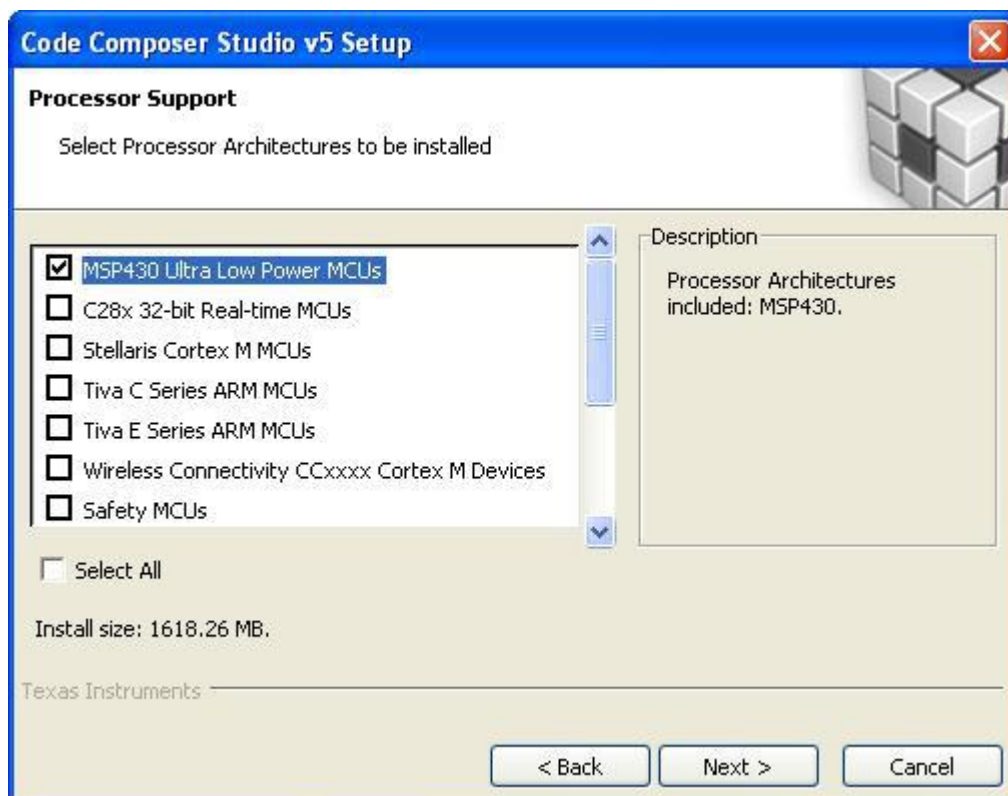 Code Composer Studio v5 Setup
Processor Support
Select Processor Architectures to be installed
MSP430 Ultra Low Power MCUs
C28x 32-bit Real-time MCUs
Stellaris Cortex M MCUs
Tiva C Series ARM MCUs
Tiva E Series ARM MCUs
Wireless Connectivity CCxxxx Cortex M Devices
Safety MCUs
Description
Processor Architectures
included: MSP430.
Select All
Install size: 1618.26 MB.
Texas Instruments
< Back
Next >
Cancel